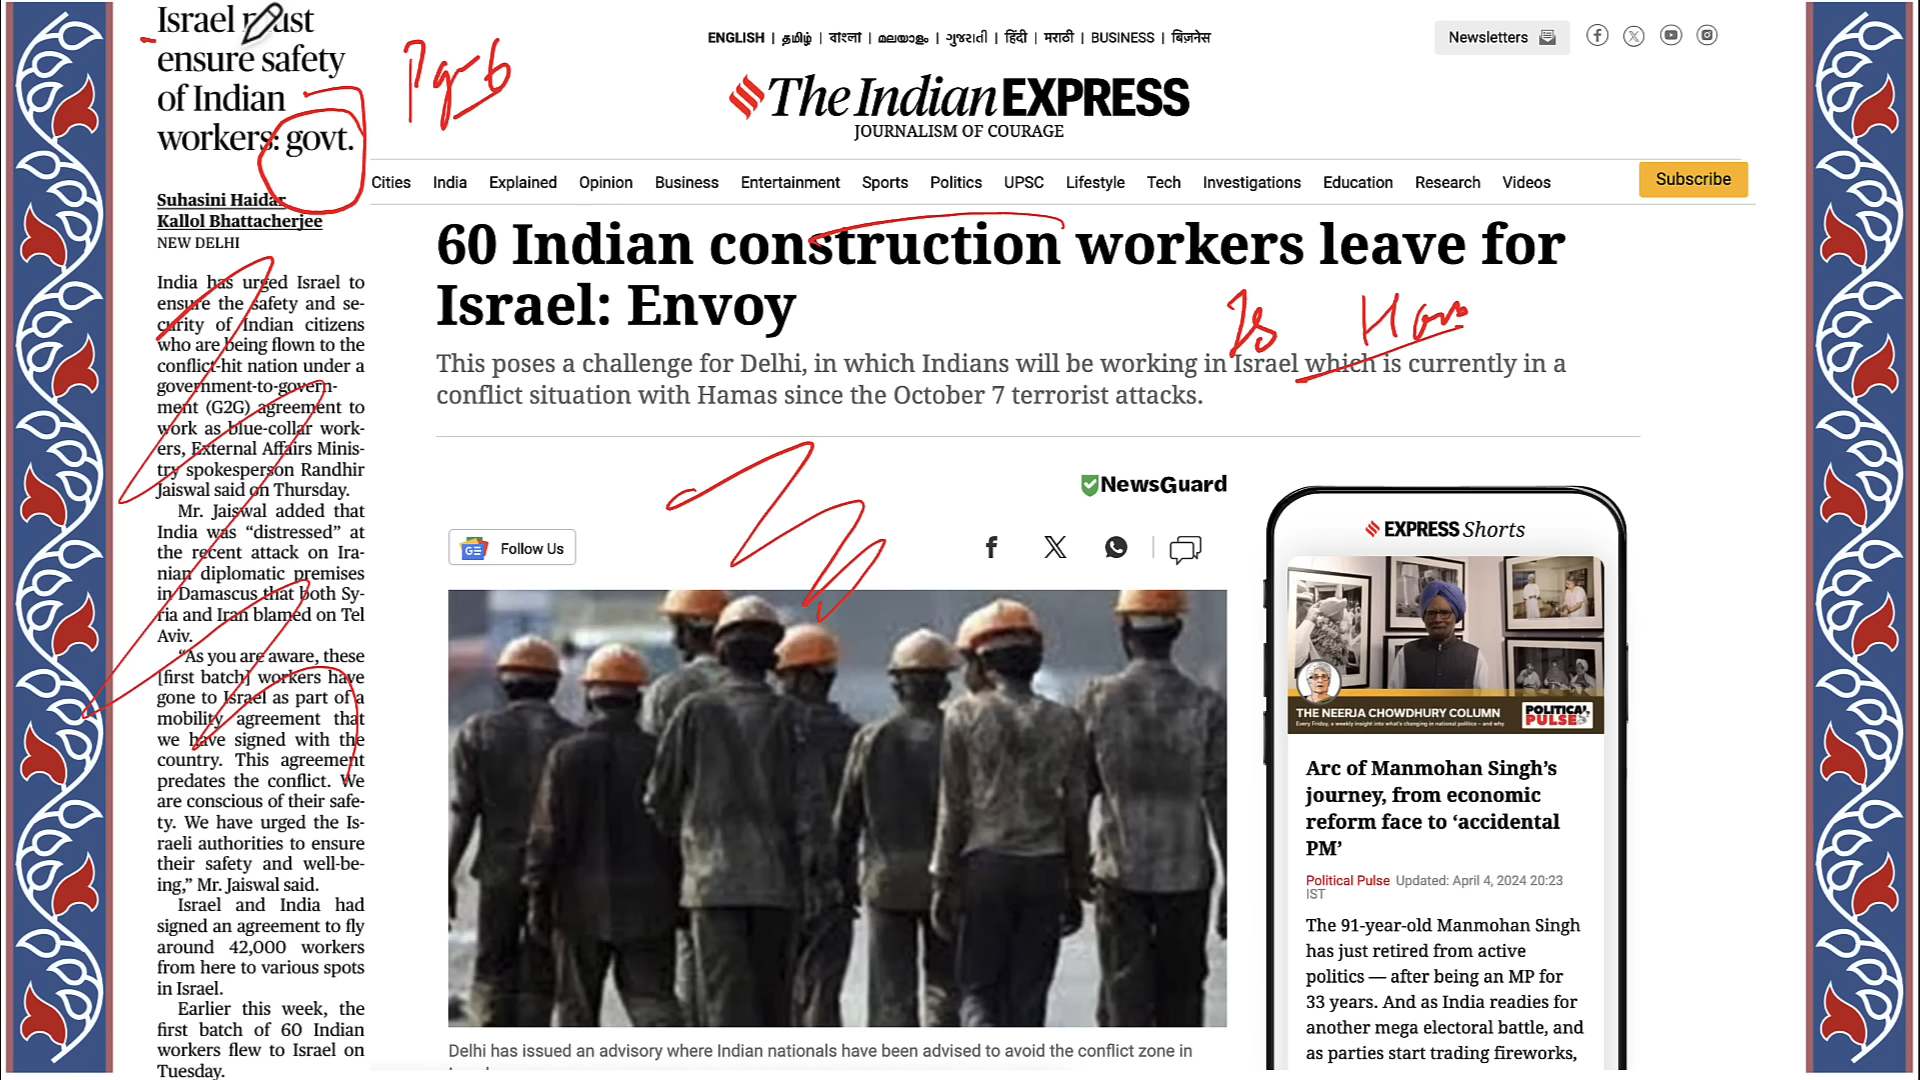 Israel must
ensure safety
of Indian
workers: govt.
Suhasini Haidar
Kallol Bhattacherjee
NEW DELHI
India has urged Israel to
ensure the safety and se-
curity of Indian citizens
who are being flown to the
conflict-hit nation under a
government-to-govern-
ment (G2G) agreement to
work as blue-collar work-
ers, External Affairs Minis-
try spokesperson Randhir
Jaiswal said on Thursday.
Mr. Jaiswal added that
India was “distressed” at
the recent attack on Ira-
nian diplomatic premises
in Damascus that both Sy-
ria and Iran blamed on Tel
Aviv.
“As you are aware, these
[first batch] workers have
gone to Israel as part of a
mobility agreement that
we have signed with the
country. This agreement
predates the conflict. We
are conscious of their safe-
ty. We have urged the Is-
raeli authorities to ensure
their safety and well-be-
ing,” Mr. Jaiswal said.
Israel and India had
signed an agreement to fly
around 42,000 workers
from here to various spots
in Israel.
Earlier this week, the
first batch of 60 Indian
workers flew to Israel on
Tuesday.
Pg-6
ENGLISH | தமிழ் | বাংলা | മലയാളം | ગુજરાતી | हिंदी | मराठी | BUSINESS | बिज़नेस
Newsletters
The Indian EXPRESS
JOURNALISM OF COURAGE
Cities India Explained Opinion Business Entertainment Sports Politics UPSC Lifestyle Tech Investigations Education Research Videos
Subscribe
60 Indian construction workers leave for
Israel: Envoy
Is Ham
This poses a challenge for Delhi, in which Indians will be working in Israel which is currently in a
conflict situation with Hamas since the October 7 terrorist attacks.
NewsGuard
GE Follow Us
Delhi has issued an advisory where Indian nationals have been advised to avoid the conflict zone in
EXPRESS Shorts
THE NEERJA CHOWDHURY COLUMN
Every Friday, a weekly insight into what's changing in national politics – and why
POLITICAL
PULSE
Arc of Manmohan Singh’s
journey, from economic
reform face to ‘accidental
PM’
Political Pulse Updated: April 4, 2024 20:23
IST
The 91-year-old Manmohan Singh
has just retired from active
politics — after being an MP for
33 years. And as India readies for
another mega electoral battle, and
as parties start trading fireworks,